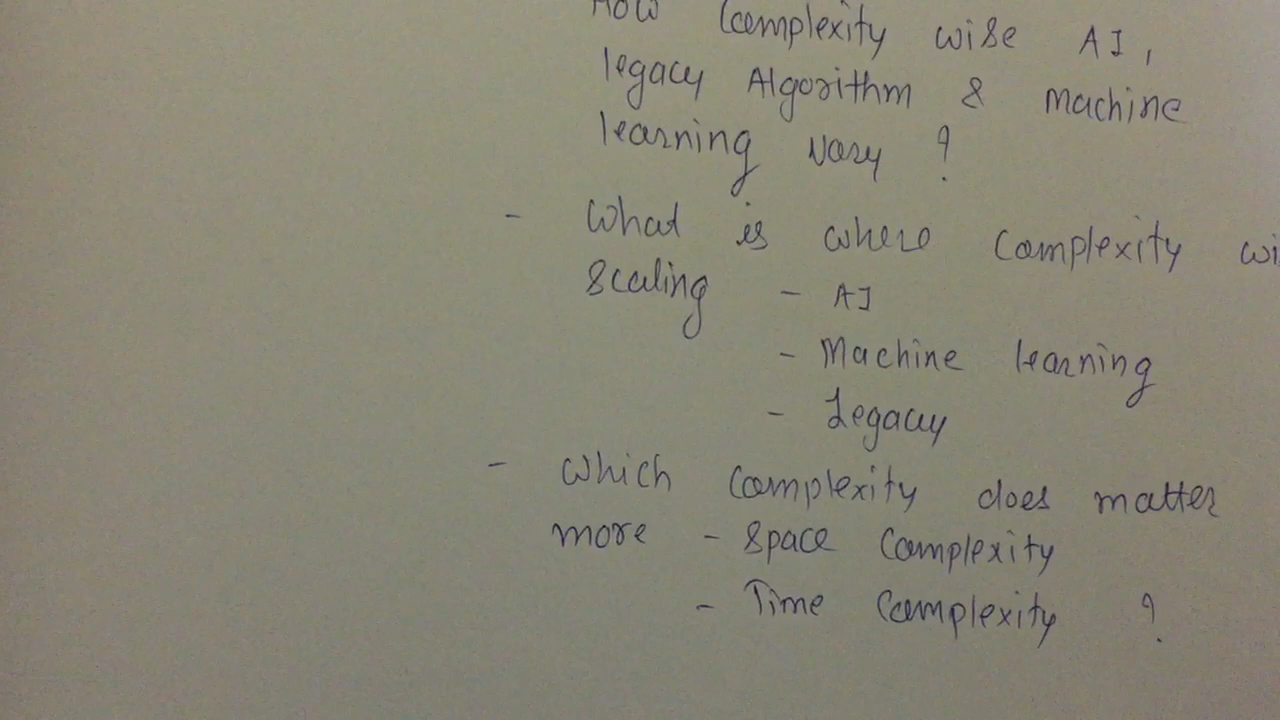 How Complexity wise AI,
legacy Algorithm & machine
learning vary ?
- What is where complexity wi
scaling - AI
- Machine learning
- Legacy
- which complexity does matter
more - space complexity
- Time complexity ?